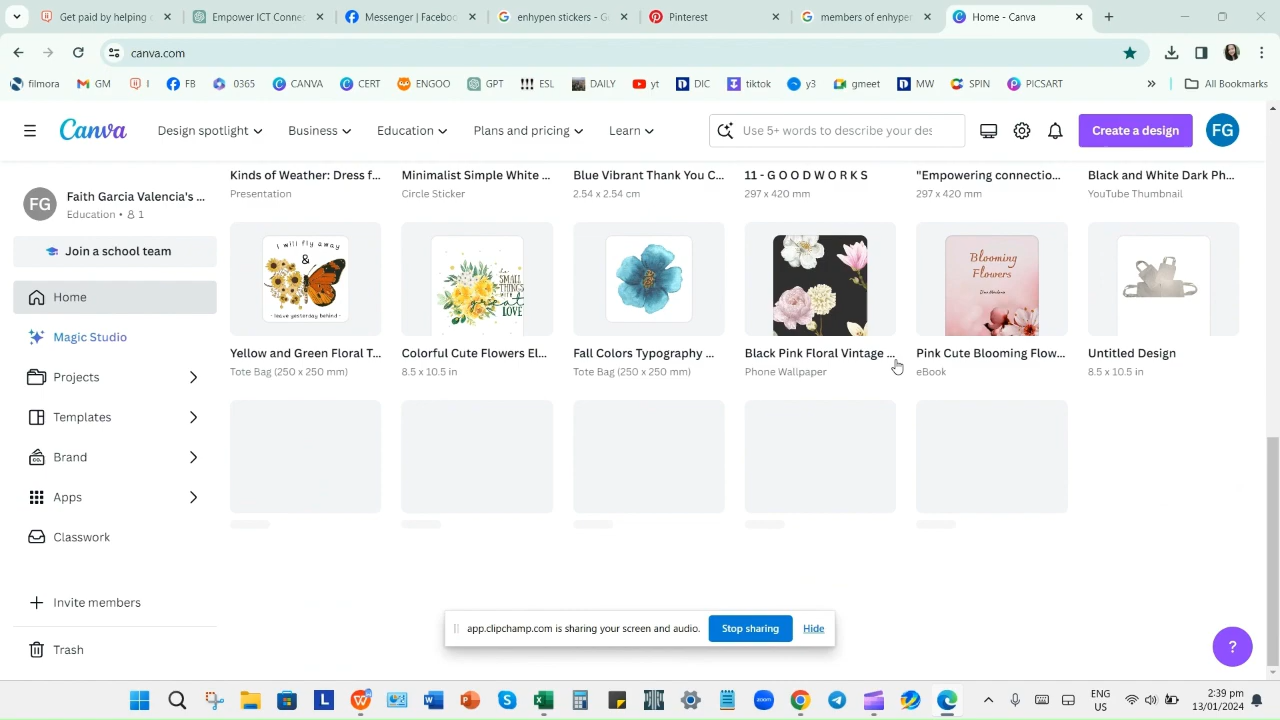 Get paid by helping
Empower ICT Conne
Messenger | Faceboo
enhypen stickers - G
Pinterest
members of enhype
Home - Canva
canva.com
filmora
GM
I
FB
0365
CANVA
CERT
ENGOO
GPT
ESL
DAILY
yt
DIC
tiktok
y3
gmeet
MW
SPIN
PICSART
All Bookmarks
Canva
Design spotlight
Business
Education
Plans and pricing
Learn
Use 5+ words to describe your des
Create a design
FG
FG
Faith Garcia Valencia's ...
Education • 1
Join a school team
Home
Magic Studio
Projects
Templates
Brand
Apps
Classwork
Invite members
Trash
Kinds of Weather: Dress f...
Presentation
Minimalist Simple White ...
Circle Sticker
Blue Vibrant Thank You C...
2.54 x 2.54 cm
11 - G O O D W O R K S
297 x 420 mm
"Empowering connectio...
297 x 420 mm
Black and White Dark Ph...
YouTube Thumbnail
I will fly away
&
- leave yesterday behind -
Yellow and Green Floral T...
Tote Bag (250 x 250 mm)
SMALL
THINGS
with
great
LOVE
Colorful Cute Flowers El...
8.5 x 10.5 in
Fall Colors Typography ...
Tote Bag (250 x 250 mm)
Black Pink Floral Vintage ...
Phone Wallpaper
Blooming
Flowers
Pink Cute Blooming Flow...
eBook
Untitled Design
8.5 x 10.5 in
app.clipchamp.com is sharing your screen and audio.
Stop sharing
Hide
?
ENG
US
2:39 pm
13/01/2024